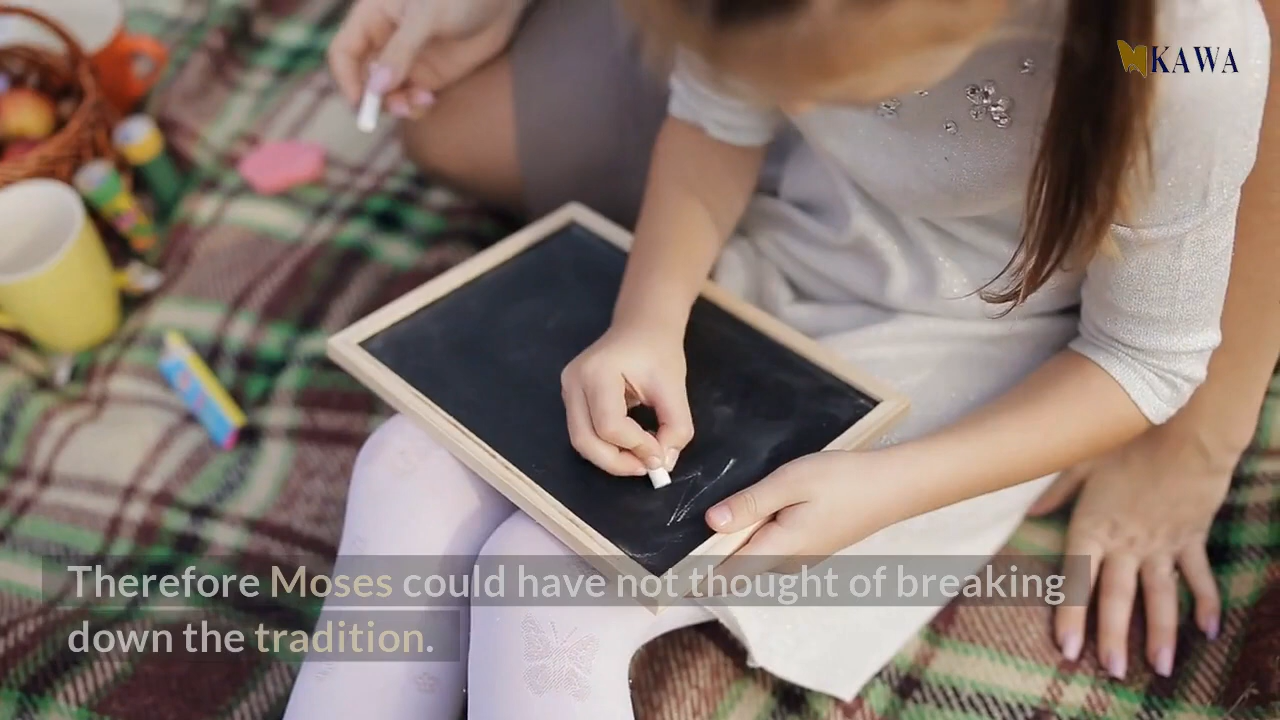 KAWA
Therefore Moses could have not thought of breaking
down the tradition.